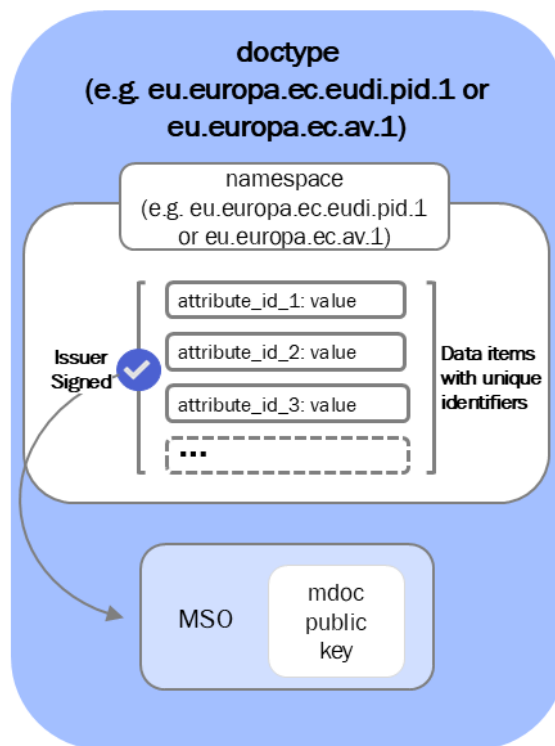 doctype
(e.g. eu.europa.ec.eudi.pid.1 or
eu.europa.ec.av.1)
namespace
(e.g. eu.europa.ec.eudi.pid.1
or eu.europa.ec.av.1)
attribute_id_1: value
attribute_id_2: value
attribute_id_3: value
...
Issuer
Signed
Data items
with unique
identifiers
MSO
mdoc
public
key